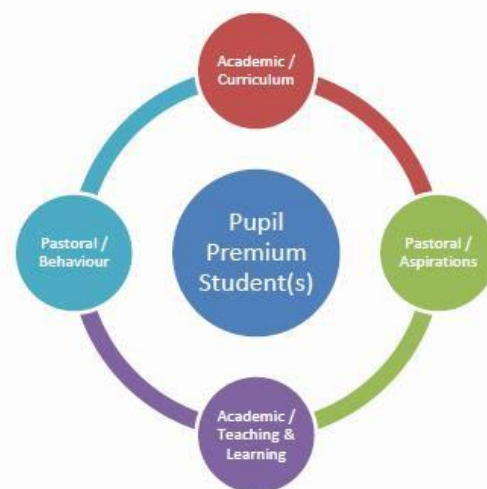 Academic /
Curriculum
Pastoral /
Behaviour
Pupil
Premium
Student(s)
Pastoral /
Aspirations
Academic /
Teaching &
Learning